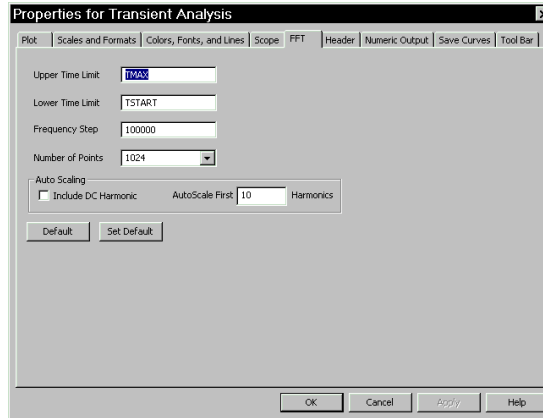 Properties for Transient Analysis
Plot Scales and Formats Colors, Fonts, and Lines Scope FFT Header Numeric Output Save Curves Tool Bar
Upper Time Limit TMAX
Lower Time Limit TSTART
Frequency Step 100000
Number of Points 1024
Auto Scaling
Include DC Harmonic AutoScale First 10 Harmonics
Default Set Default
OK Cancel Apply Help